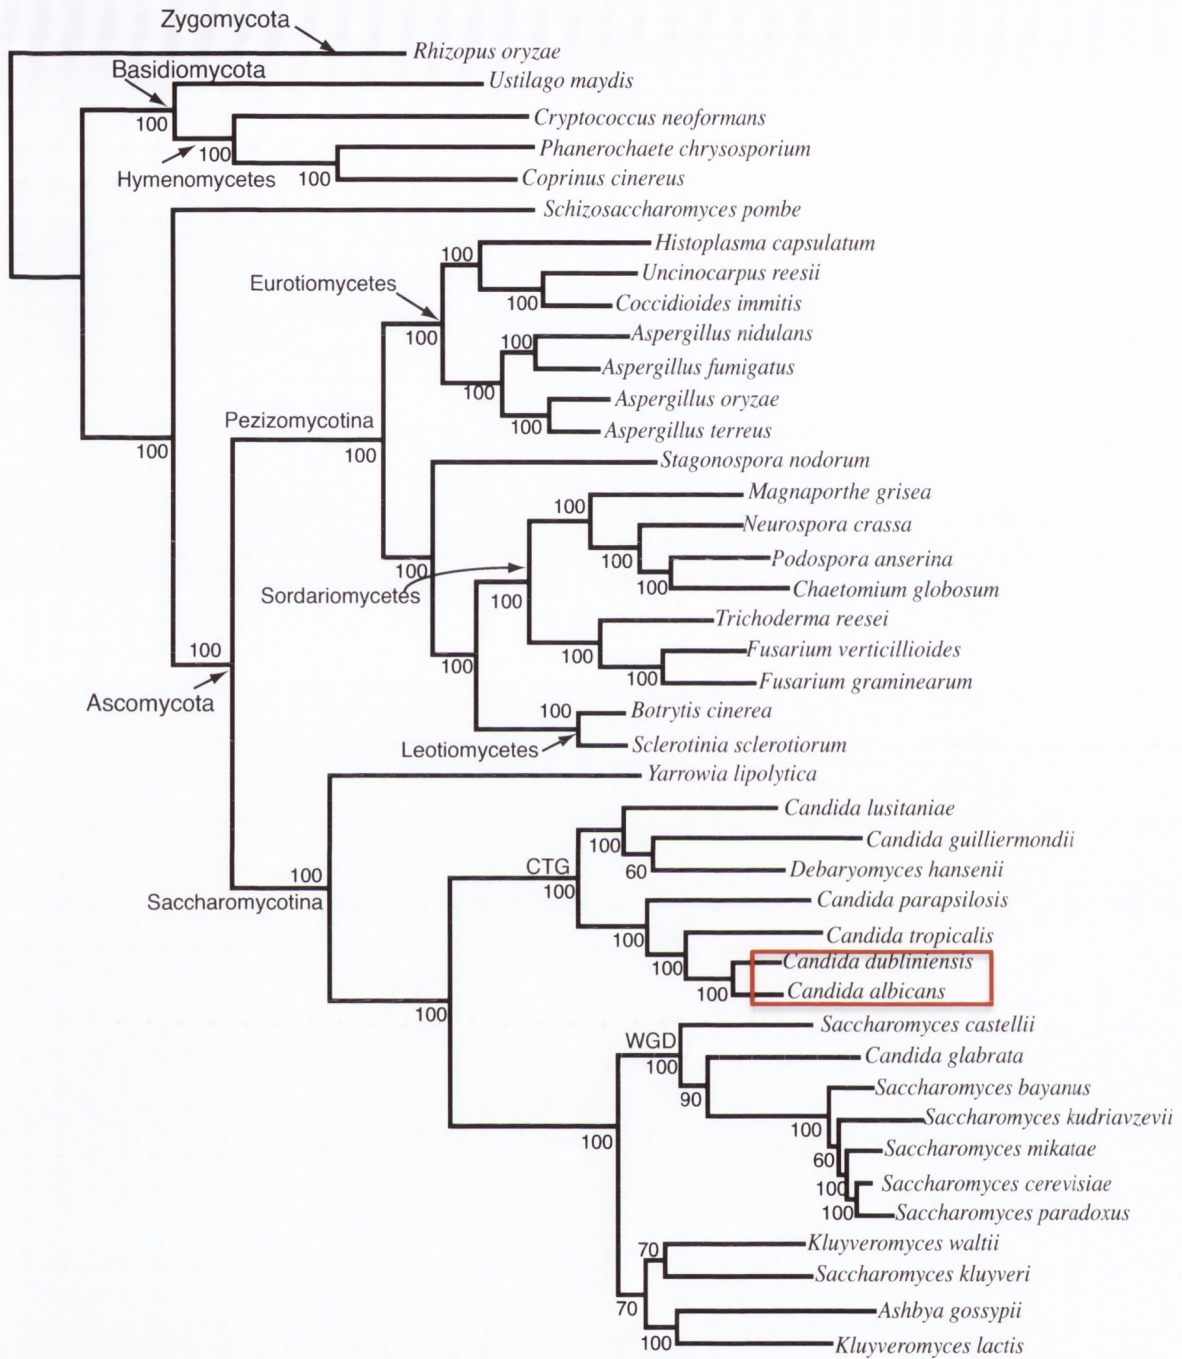 Zygomycota
Rhizopus oryzae
Basidiomycota
Ustilago maydis
100
Cryptococcus neoformans
Phanerochaete chrysosporium
100
Hymenomycetes
100
Coprinus cinereus
Schizosaccharomyces pombe
Histoplasma capsulatum
100
Uncinocarpus reesii
Eurotiomycetes
100
Coccidioides immitis
Aspergillus nidulans
100
100
Aspergillus fumigatus
100
Aspergillus oryzae
Pezizomycotina
100
Aspergillus terreus
100
100
Stagonospora nodorum
Magnaporthe grisea
100
Neurospora crassa
100
Podospora anserina
100
100
Chaetomium globosum
Sordariomycetes
100
Trichoderma reesei
100
Fusarium verticillioides
100
100
100
Fusarium graminearum
Ascomycota
100
Botrytis cinerea
Leotiomycetes
Sclerotinia sclerotiorum
Yarrowia lipolytica
Candida lusitaniae
100
Candida guilliermondii
CTG
60
Debaryomyces hansenii
100
100
Saccharomycotina
Candida parapsilosis
100
Candida tropicalis
100
Candida dubliniensis
100
Candida albicans
100
Saccharomyces castellii
WGD
100
Candida glabrata
90
Saccharomyces bayanus
100
Saccharomyces kudriavzevii
100
Saccharomyces mikatae
60
100
Saccharomyces cerevisiae
100
Saccharomyces paradoxus
Kluyveromyces waltii
70
Saccharomyces kluyveri
70
Ashbya gossypii
100
Kluyveromyces lactis